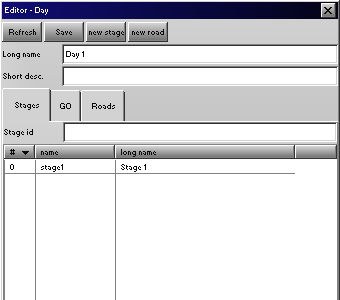 Editor - Day
Refresh Save new stage new road
Long name Day 1
Short desc.
Stages GO Roads
Stage id
# name long name
0 stage1 Stage 1